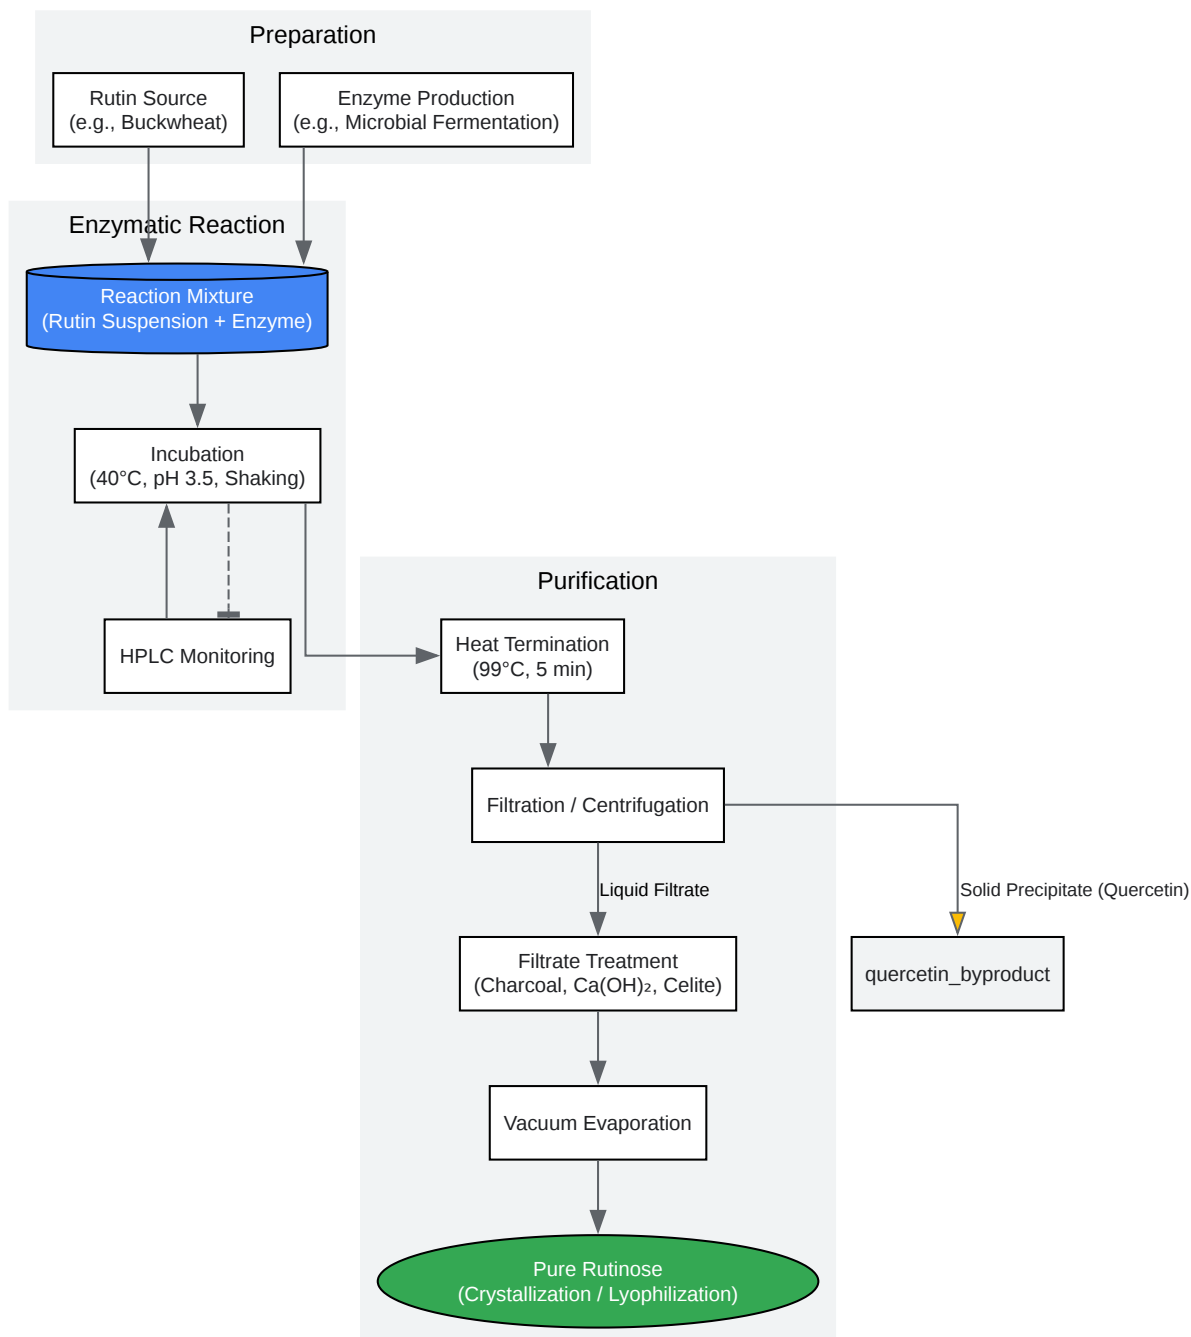 Preparation
Rutin Source
(e.g., Buckwheat)
Enzyme Production
(e.g., Microbial Fermentation)
Enzymatic Reaction
Reaction Mixture
(Rutin Suspension + Enzyme)
Incubation
(40°C, pH 3.5, Shaking)
HPLC Monitoring
Purification
Heat Termination
(99°C, 5 min)
Filtration / Centrifugation
Liquid Filtrate
Solid Precipitate (Quercetin)
Filtrate Treatment
(Charcoal, Ca(OH)₂, Celite)
quercetin_byproduct
Vacuum Evaporation
Pure Rutinose
(Crystallization / Lyophilization)